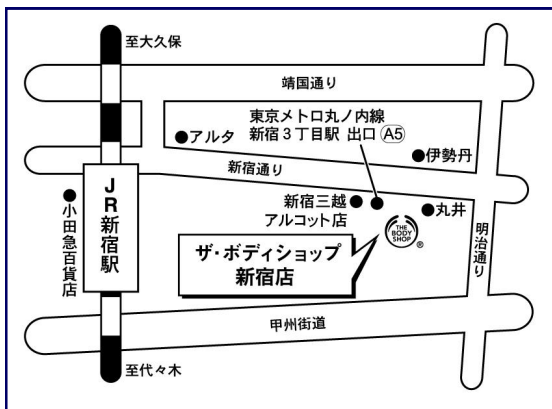 至大久保
靖国通り
東京メトロ丸ノ内線
新宿3丁目駅 出口 A5
アルタ
伊勢丹
新宿通り
新宿三越
アルコット店
丸井
JR新宿駅
小田急百貨店
THE
BODY
SHOP
®
明治通り
ザ・ボディショップ
新宿店
甲州街道
至代々木